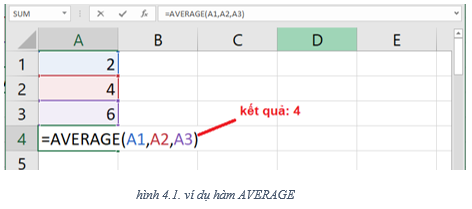 SUM =AVERAGE(A1,A2,A3)
A B C D E
1 2
2 4
3 6
kết quả: 4
4 =AVERAGE(A1,A2,A3)
5
hình 4.1. ví dụ hàm AVERAGE